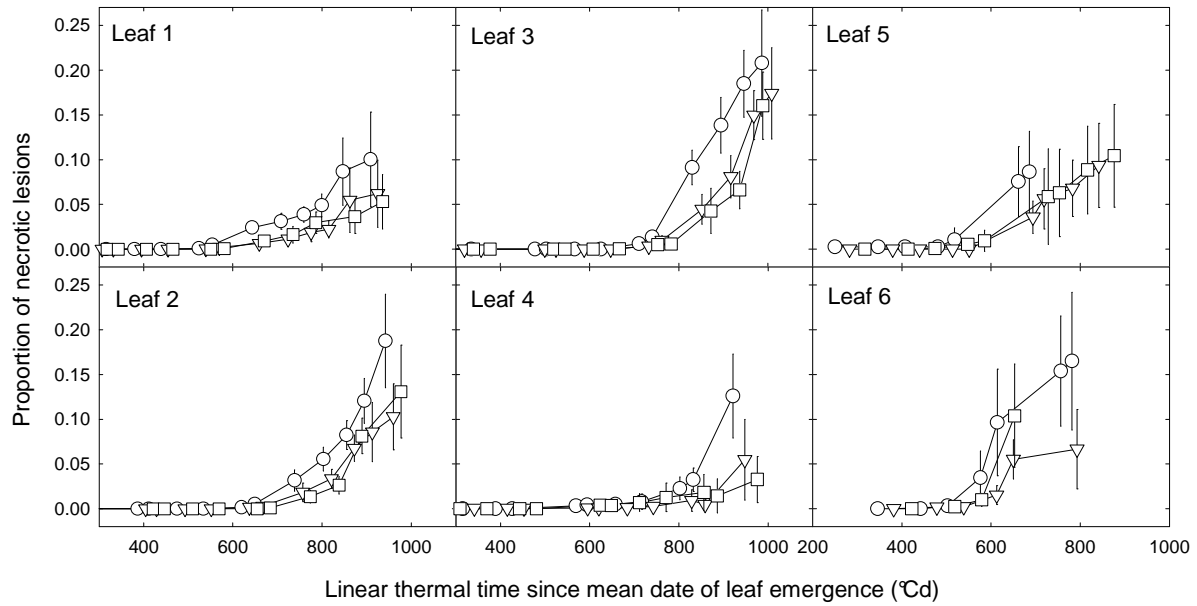 Proportion of necrotic lesions
Leaf 1
Leaf 3
Leaf 5
0.25
0.20
0.15
0.10
0.05
0.00
Leaf 2
Leaf 4
Leaf 6
0.25
0.20
0.15
0.10
0.05
0.00
400 600 800 1000 400 600 800 1000 200 400 600 800 1000
Linear thermal time since mean date of leaf emergence (°Cd)